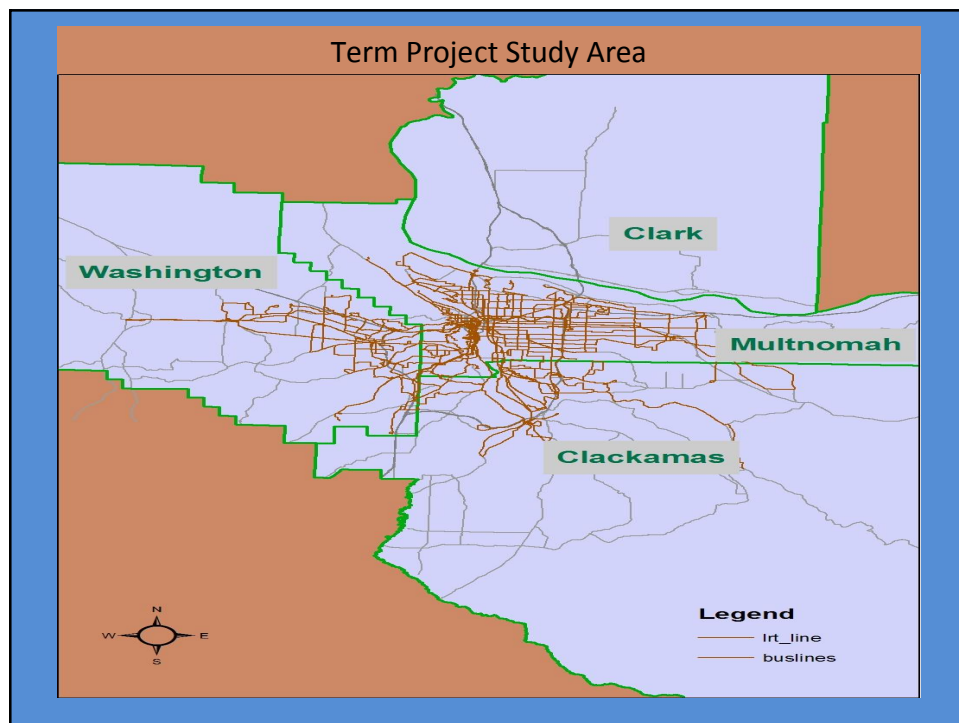 Term Project Study Area
Clark
Washington
Multnomah
Clackamas
N
W E
S
Legend
lrt_line
buslines